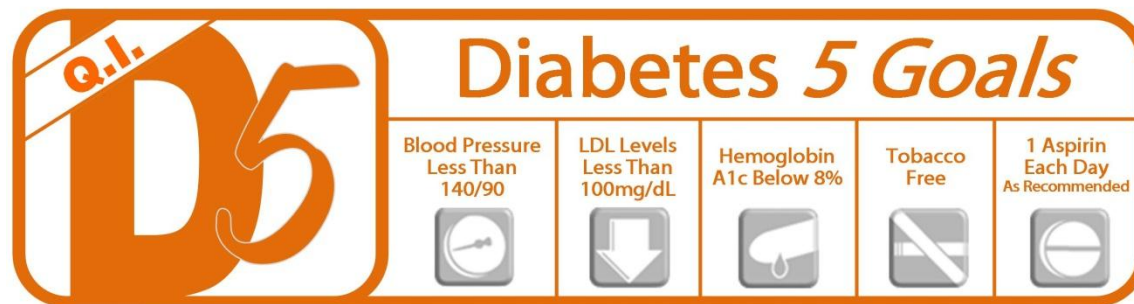 Q.I.
D5
Diabetes 5 Goals
Blood Pressure
Less Than
140/90
LDL Levels
Less Than
100mg/dL
Hemoglobin
A1c Below 8%
Tobacco
Free
1 Aspirin
Each Day
As Recommended